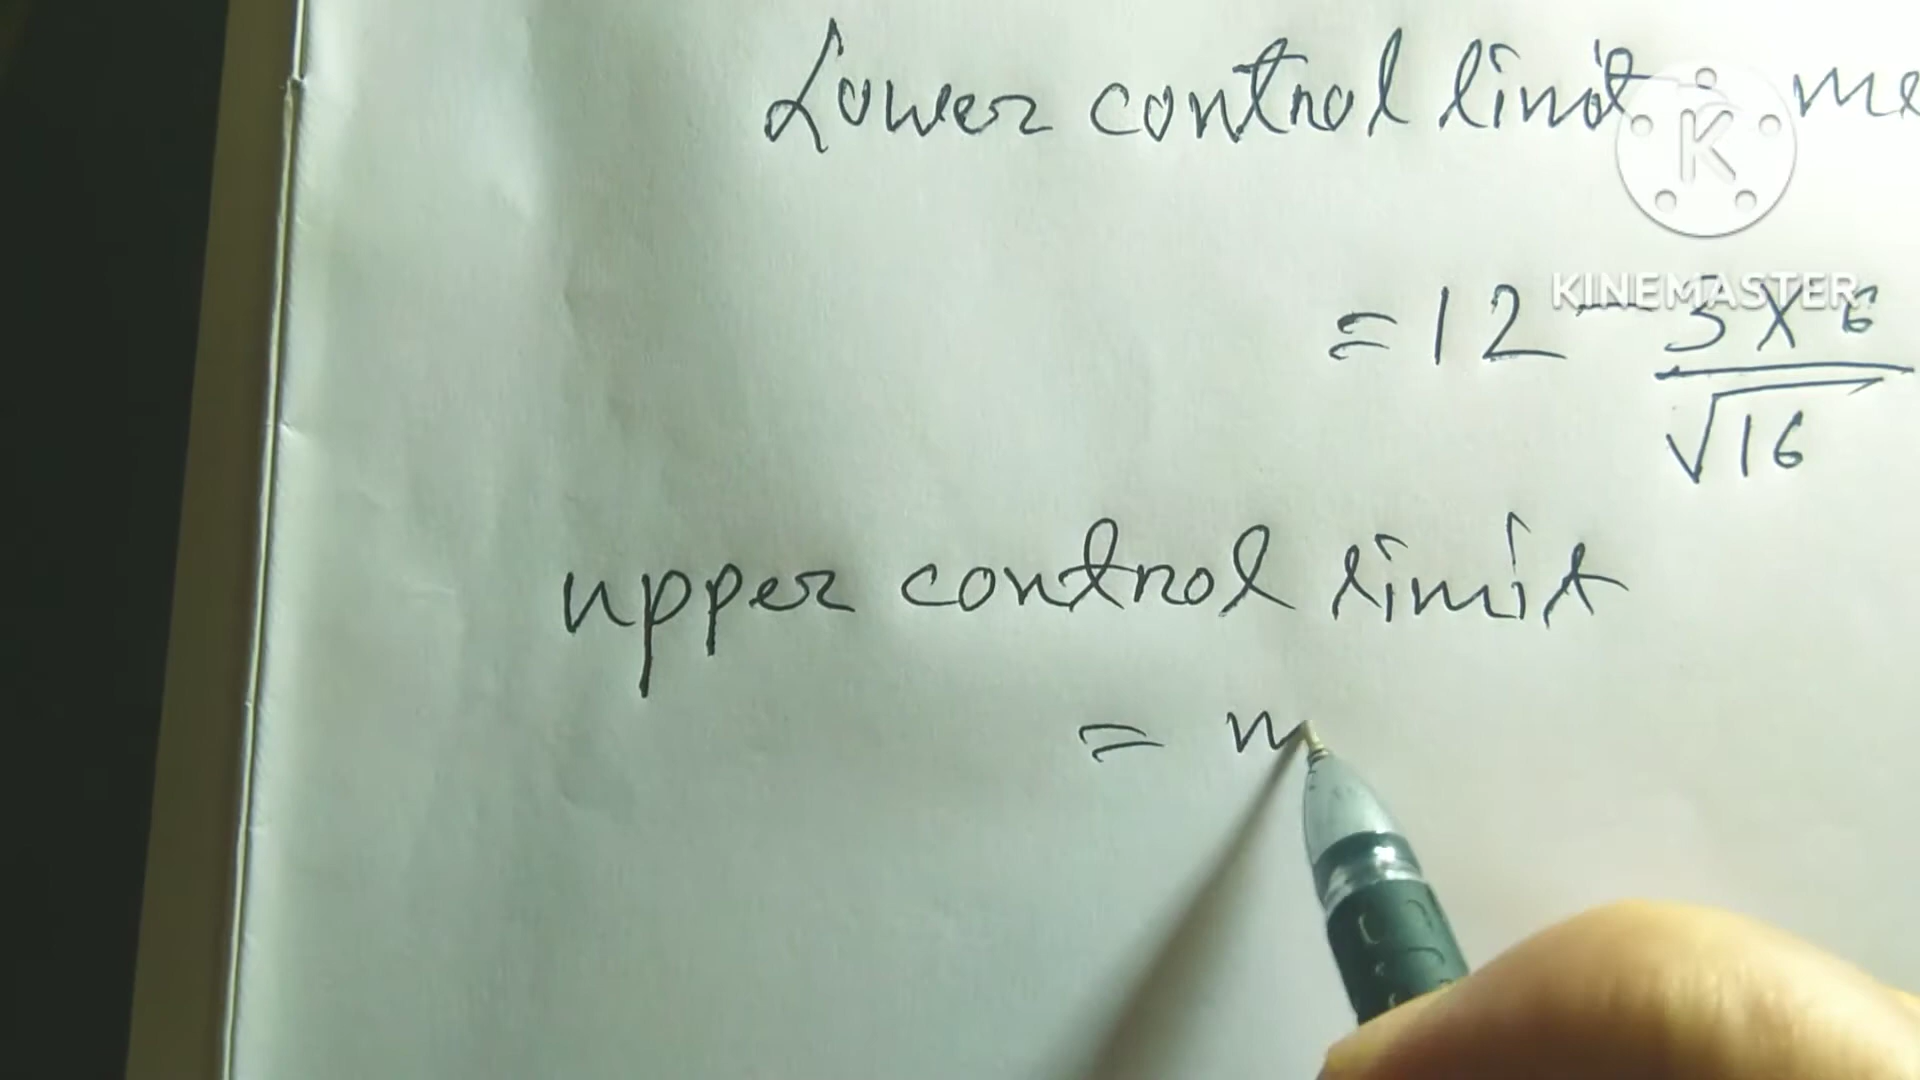 Lower control limit = me
K
KINEMASTER
= 12 - 3 X 6 / √16
upper control limit
= m